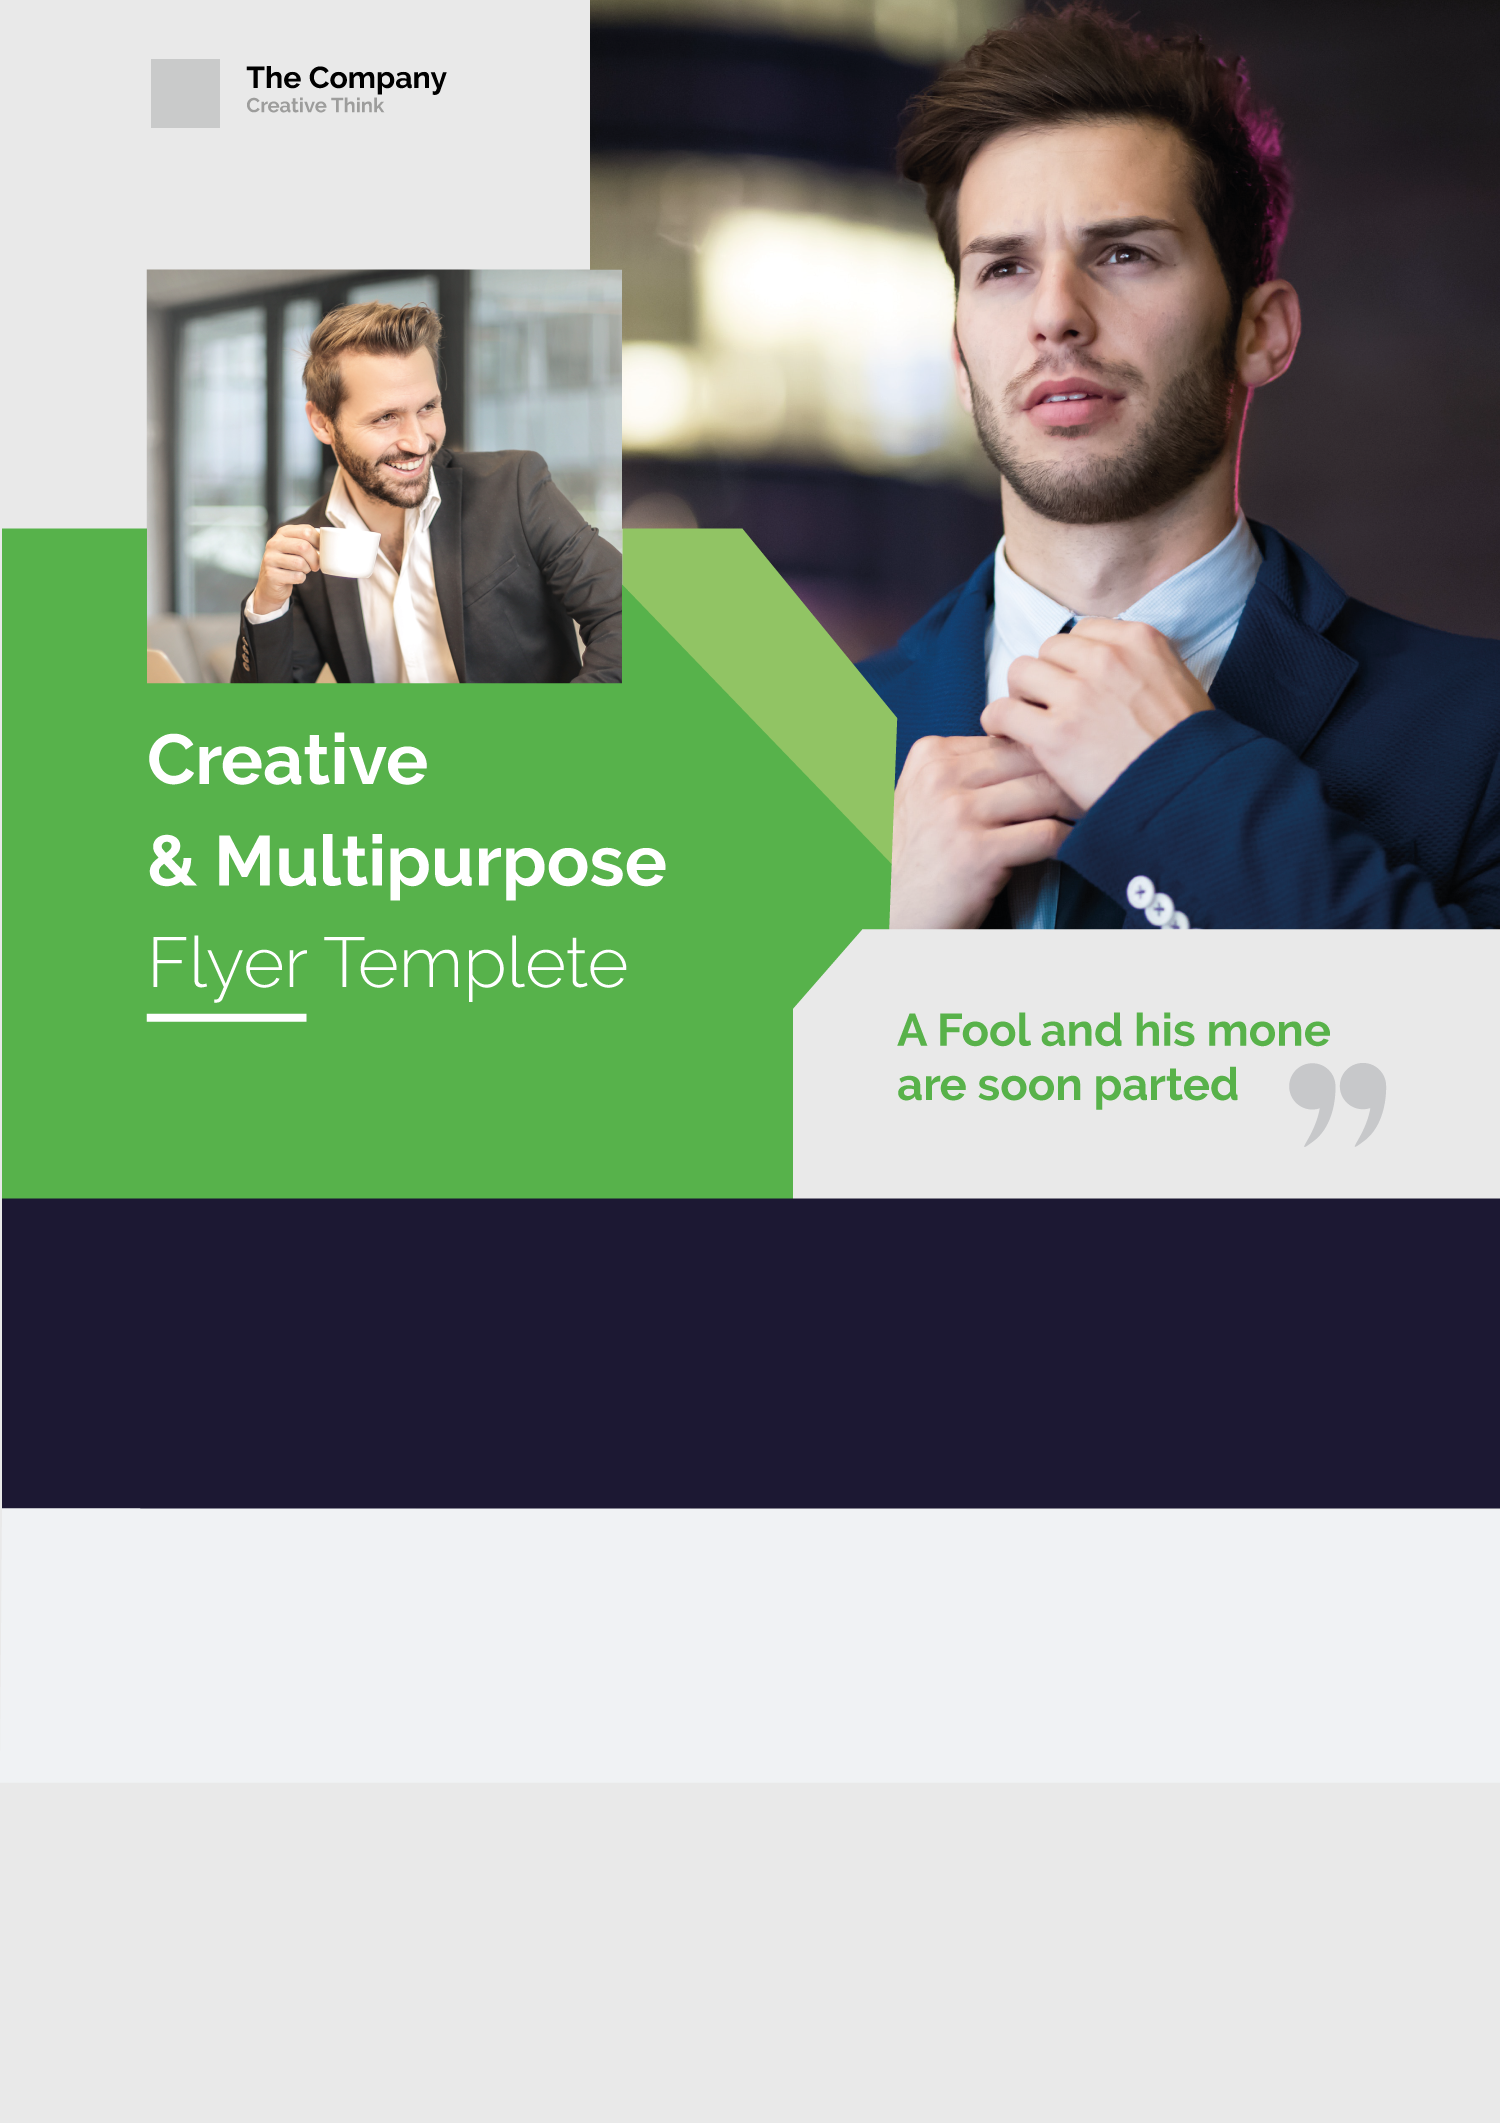 The Company
Creative Think
Creative
& Multipurpose
Flyer Templete
A Fool and his mone
are soon parted
”